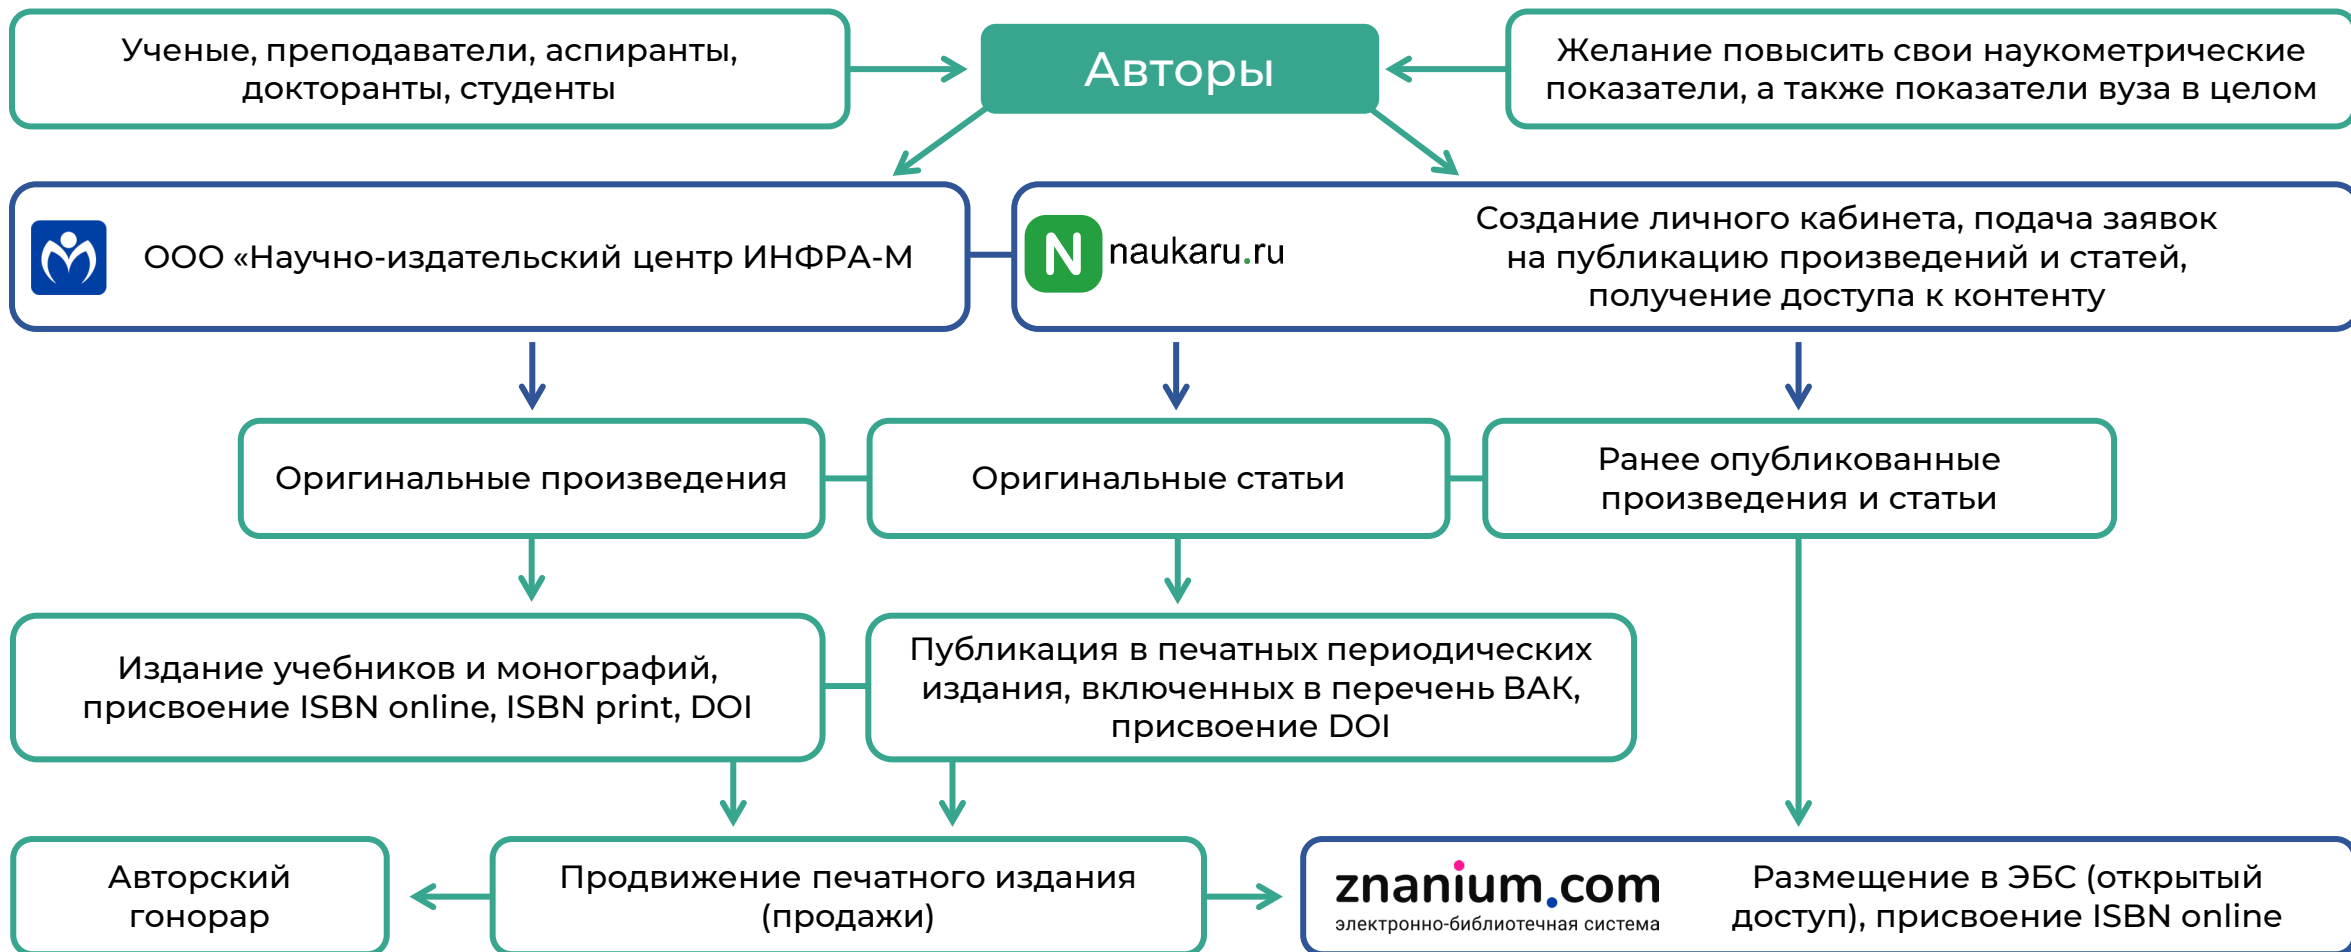 Ученые, преподаватели, аспиранты,
докторанты, студенты
Авторы
Желание повысить свои наукометрические
показатели, а также показатели вуза в целом
ООО «Научно-издательский центр ИНФРА-М
N naukaru.ru
Создание личного кабинета, подача заявок
на публикацию произведений и статей,
получение доступа к контенту
Оригинальные произведения
Оригинальные статьи
Ранее опубликованные
произведения и статьи
Издание учебников и монографий,
присвоение ISBN online, ISBN print, DOI
Публикация в печатных периодических
издания, включенных в перечень ВАК,
присвоение DOI
Авторский
гонорар
Продвижение печатного издания
(продажи)
znanium.com
электронно-библиотечная система
Размещение в ЭБС (открытый
доступ), присвоение ISBN online